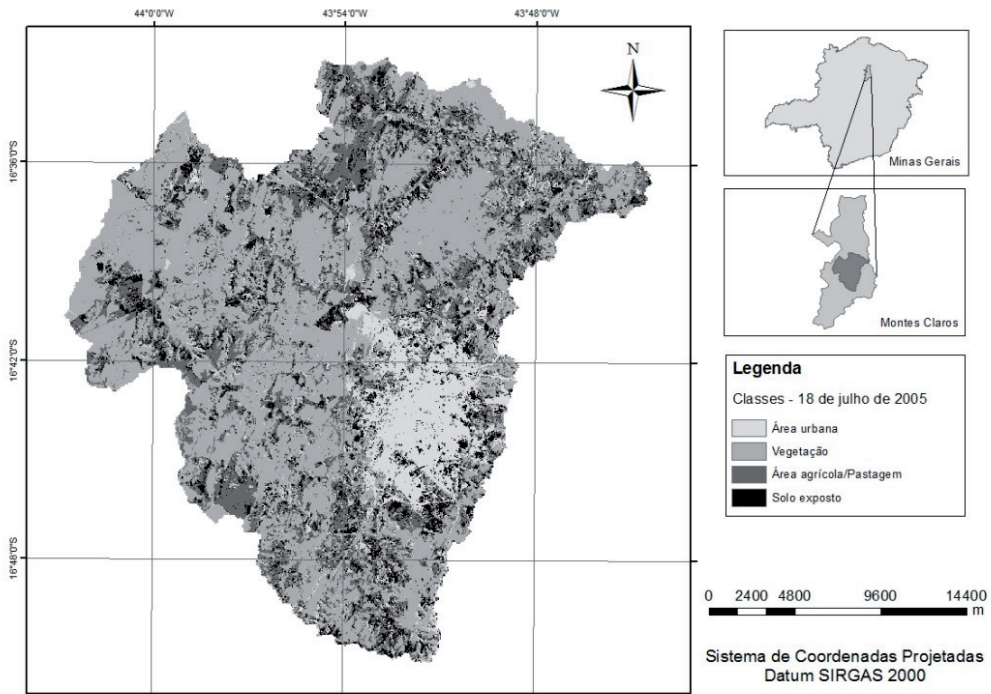 44°0'0"O 43°54'0"O 43°48'0"O
N
16°36'0"S
16°42'0"S
16°48'0"S
Minas Gerais
Montes Claros
Legenda
Classes - 18 de julho de 2005
Área urbana
Vegetação
Área agrícola/Pastagem
Solo exposto
0 2400 4800 9600 14400
m
Sistema de Coordenadas Projetadas
Datum SIRGAS 2000